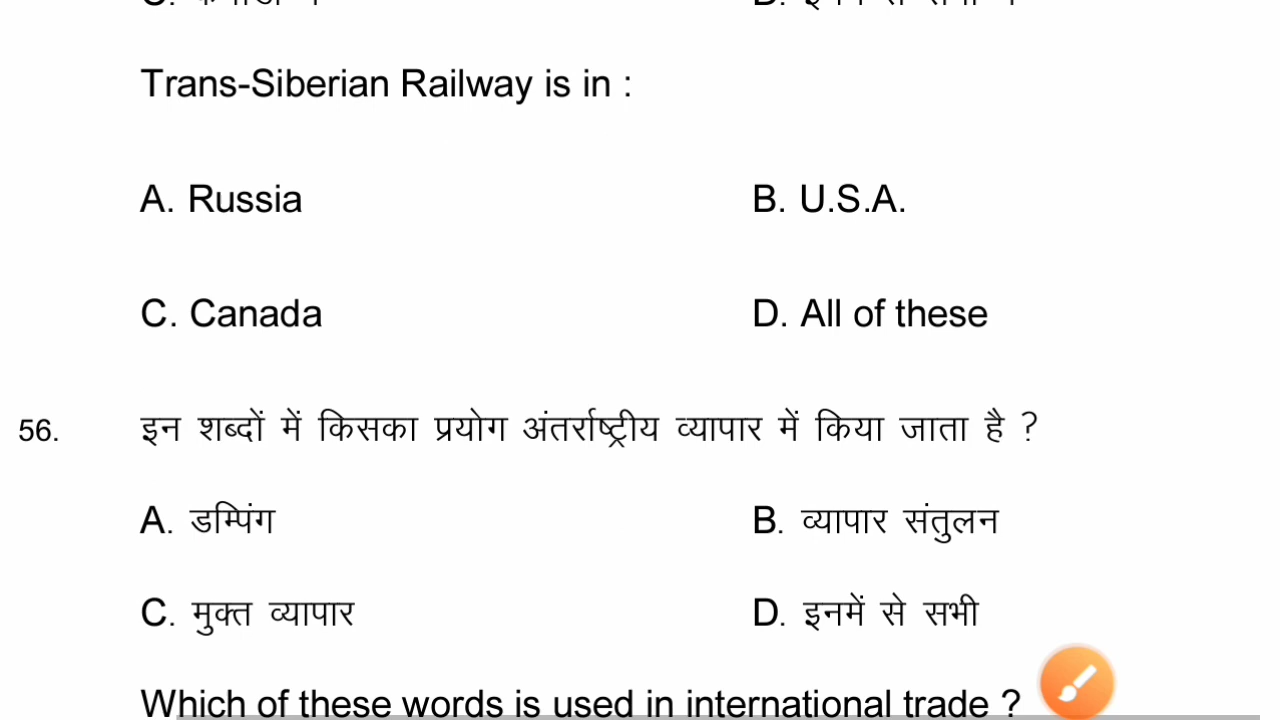 Trans-Siberian Railway is in :
A. Russia B. U.S.A.
C. Canada D. All of these
56. इन शब्दों में किसका प्रयोग अंतर्राष्ट्रीय व्यापार में किया जाता है ?
A. डम्पिंग B. व्यापार संतुलन
C. मुक्त व्यापार D. इनमें से सभी
Which of these words is used in international trade ?